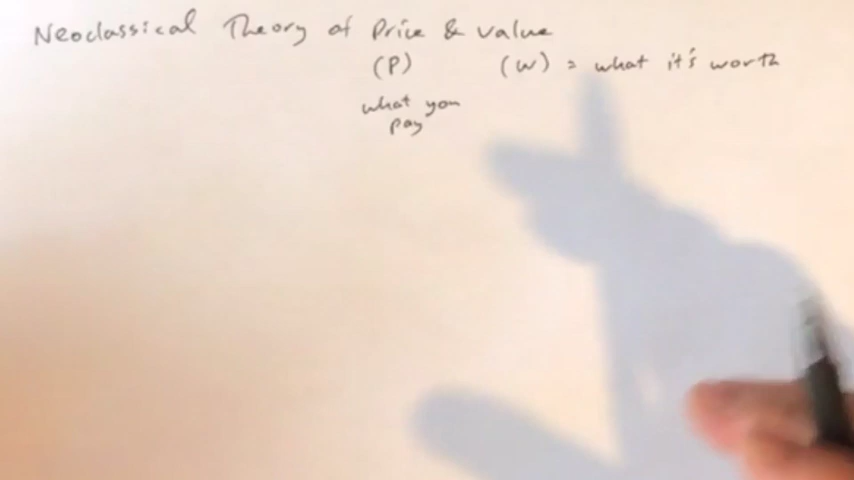 Neoclassical Theory of Price & value
(P) (W) = what it's worth
what you
pay